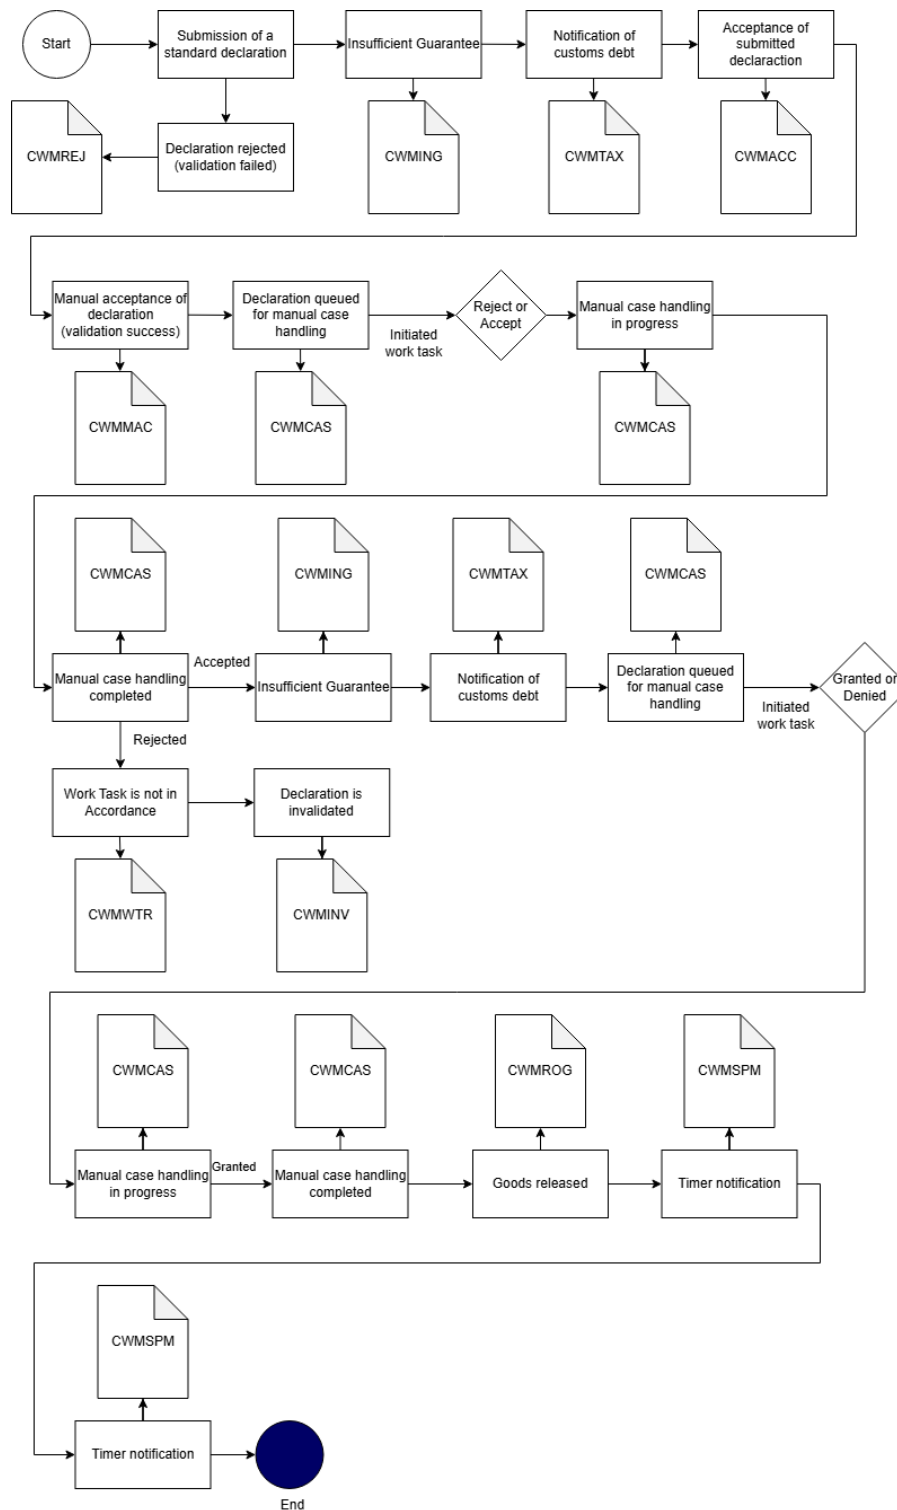 Start
Submission of a
standard declaration
Insufficient Guarantee
Notification of
customs debt
Acceptance of
submitted
declaraction
CWMREJ
Declaration rejected
(validation failed)
CWMING
CWMTAX
CWMACC
Manual acceptance of
declaration
(validation success)
Declaration queued
for manual case
handling
Initiated
work task
Reject or
Accept
Manual case handling
in progress
CWMMAC
CWMCAS
CWMCAS
CWMCAS
CWMING
CWMTAX
CWMCAS
Manual case handling
completed
Accepted
Insufficient Guarantee
Notification of
customs debt
Declaration queued
for manual case
handling
Initiated
work task
Granted or
Denied
Rejected
Work Task is not in
Accordance
Declaration is
invalidated
CWMWTR
CWMINV
CWMCAS
CWMCAS
CWMROG
CWMSPM
Manual case handling
in progress
Granted
Manual case handling
completed
Goods released
Timer notification
CWMSPM
Timer notification
End